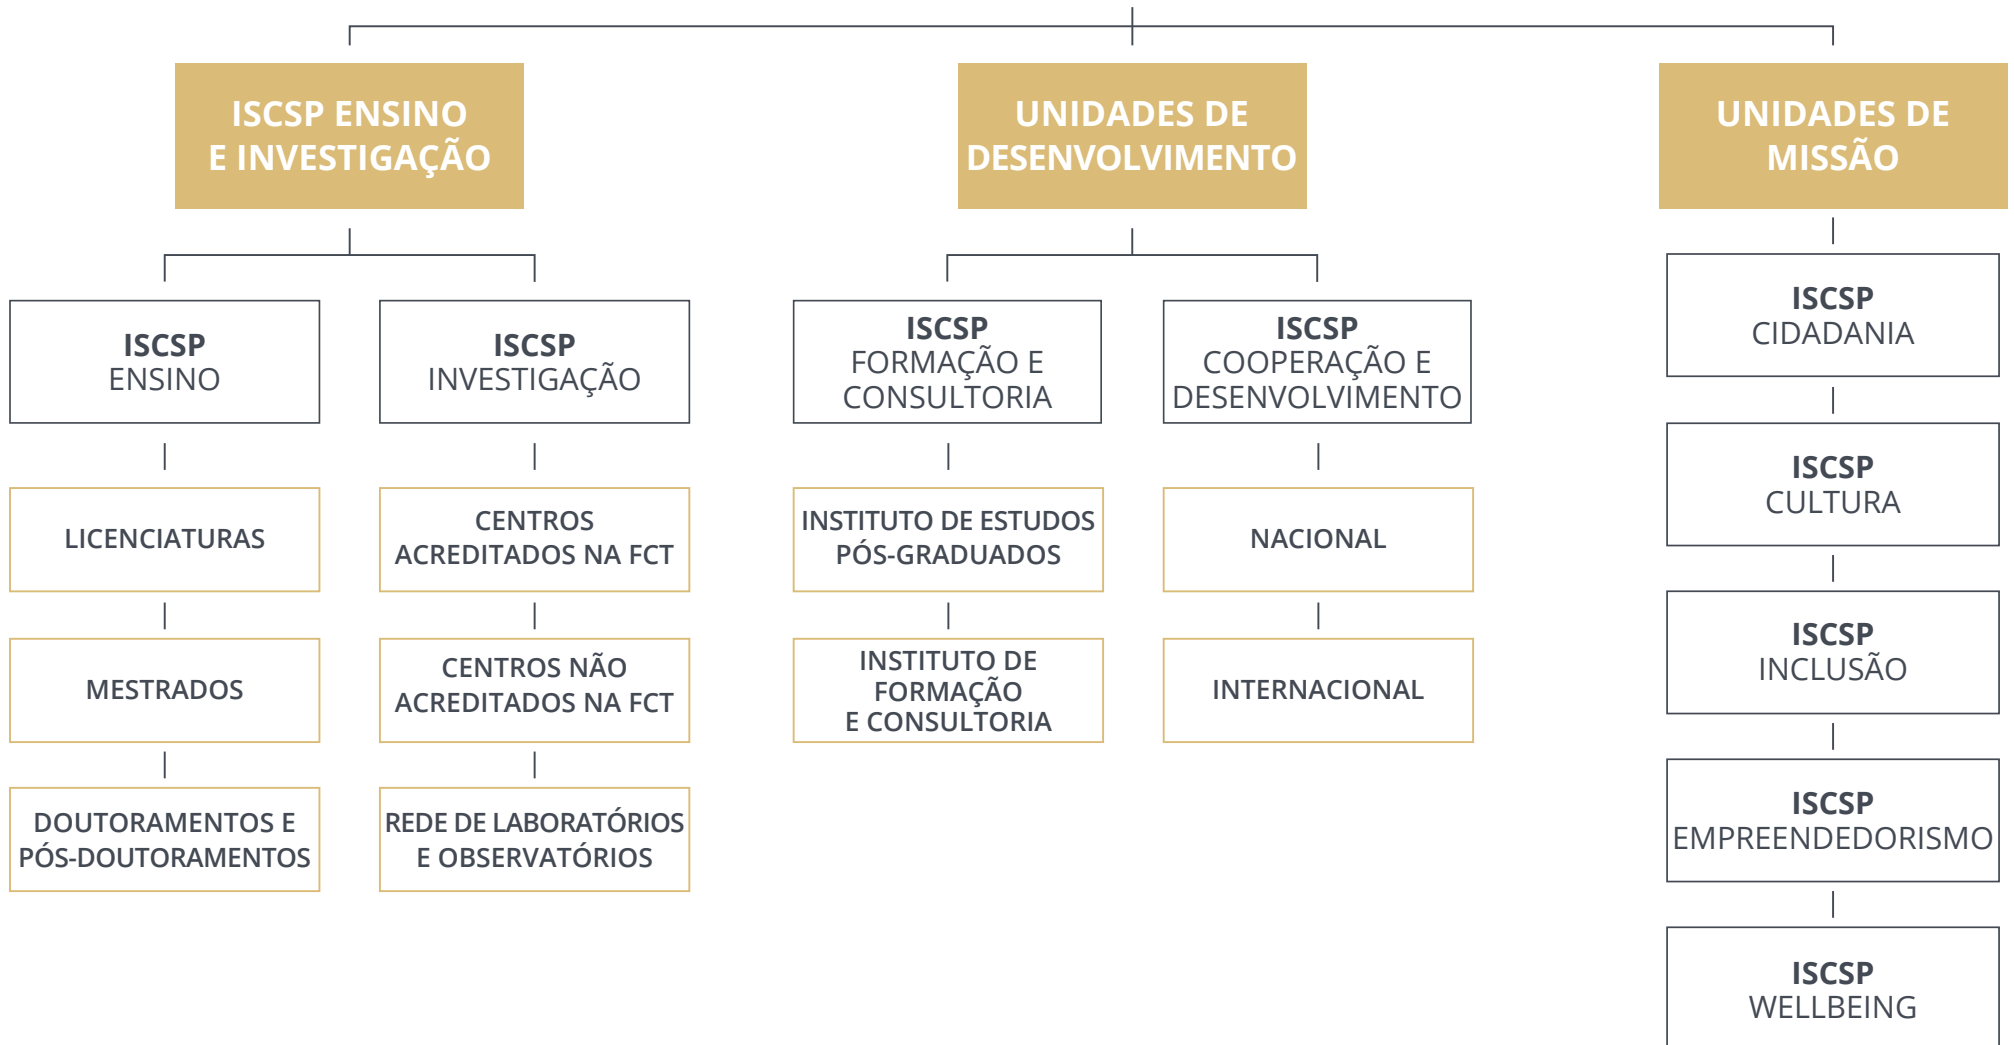 ISCSP ENSINO
E INVESTIGAÇÃO
UNIDADES DE
DESENVOLVIMENTO
UNIDADES DE
MISSÃO
ISCSP
ENSINO
ISCSP
INVESTIGAÇÃO
ISCSP
FORMAÇÃO E
CONSULTORIA
ISCSP
COOPERAÇÃO E
DESENVOLVIMENTO
ISCSP
CIDADANIA
LICENCIATURAS
CENTROS
ACREDITADOS NA FCT
INSTITUTO DE ESTUDOS
PÓS-GRADUADOS
NACIONAL
ISCSP
CULTURA
MESTRADOS
CENTROS NÃO
ACREDITADOS NA FCT
INSTITUTO DE
FORMAÇÃO
E CONSULTORIA
INTERNACIONAL
ISCSP
INCLUSÃO
DOUTORAMENTOS E
PÓS-DOUTORAMENTOS
REDE DE LABORATÓRIOS
E OBSERVATÓRIOS
ISCSP
EMPREENDEDORISMO
ISCSP
WELLBEING